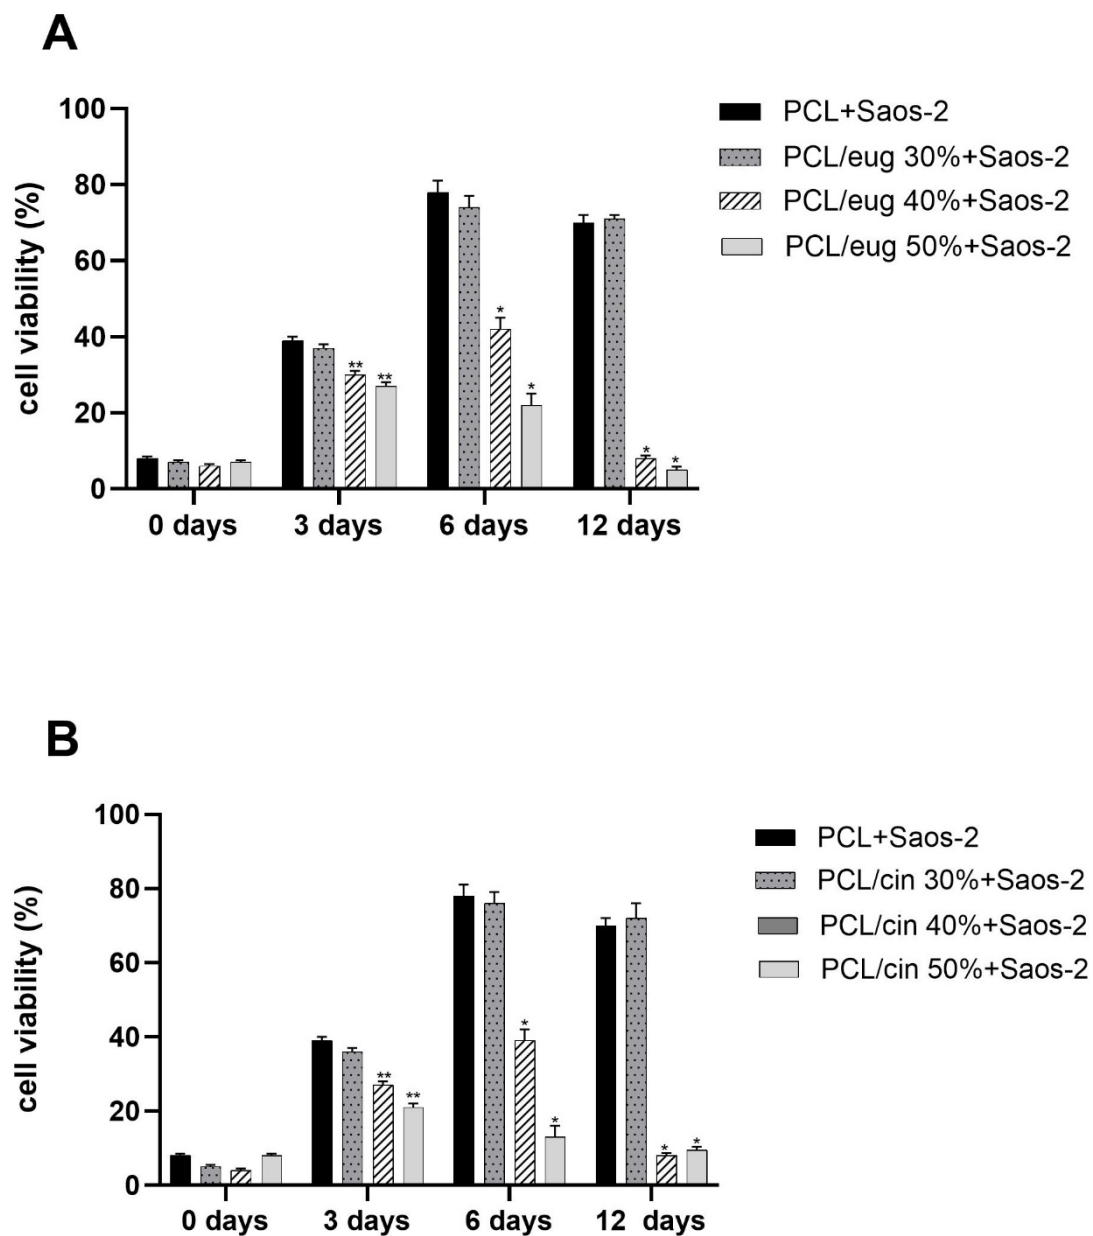 A
100
80
60
40
20
0
cell viability (%)
** ** * * * *
0 days 3 days 6 days 12 days
PCL+Saos-2
PCL/eug 30%+Saos-2
PCL/eug 40%+Saos-2
PCL/eug 50%+Saos-2
B
100
80
60
40
20
0
cell viability (%)
** ** * * * *
0 days 3 days 6 days 12 days
PCL+Saos-2
PCL/cin 30%+Saos-2
PCL/cin 40%+Saos-2
PCL/cin 50%+Saos-2